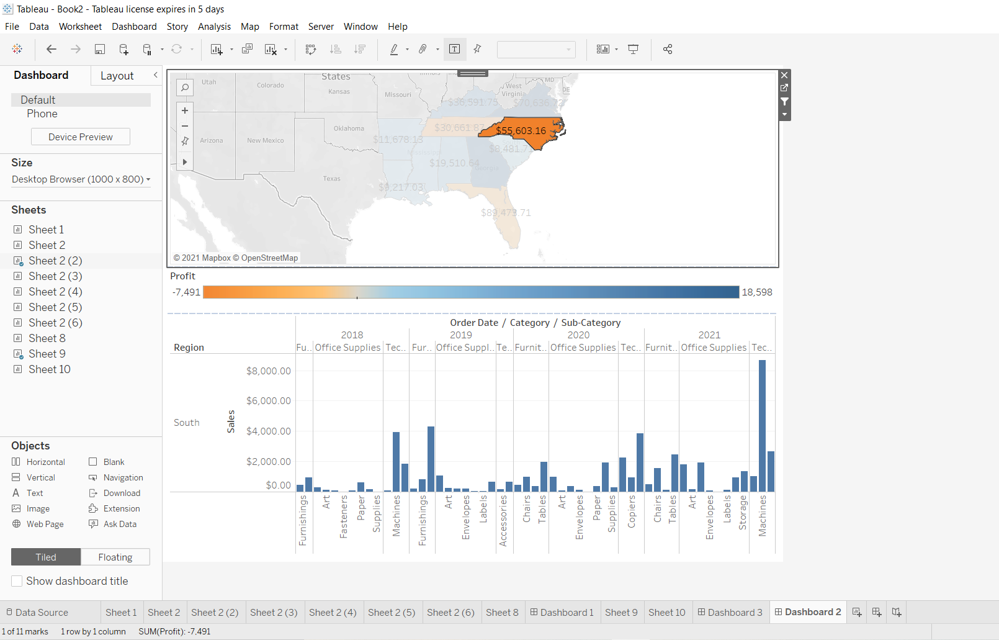 Tableau - Book2 - Tableau license expires in 5 days
File Data Worksheet Dashboard Story Analysis Map Format Server Window Help
Dashboard Layout
Default
Phone
Device Preview
Size
Desktop Browser (1000 x 800)
Sheets
Sheet 1
Sheet 2
Sheet 2 (2)
Sheet 2 (3)
Sheet 2 (4)
Sheet 2 (5)
Sheet 2 (6)
Sheet 8
Sheet 9
Sheet 10
Objects
Horizontal Blank
Vertical Navigation
A Text Download
Image Extension
Web Page Ask Data
Tiled Floating
Show dashboard title
States
Utah Colorado Kansas Missouri West Virginia MD DE
$36,591.75 $70,636.72
Oklahoma $30,661.87 $55,603.16
Arizona New Mexico $11,678.13 $8,481.71
Mississippi
$19,510.64 Georgia
Texas $9,217.03
$89,473.71
© 2021 Mapbox © OpenStreetMap
Profit
-7,491 18,598
Order Date / Category / Sub-Category
2018 2019 2020 2021
Region Fu.. Office Supplies Tec.. Fur.. Office Suppl.. Te.. Furnit.. Office Supplies Tec.. Furnit.. Office Supplies Tec..
South
Sales
$8,000.00
$6,000.00
$4,000.00
$2,000.00
$0.00
Furnishings Art Fasteners Paper Supplies Machines Furnishings Art Envelopes Labels Accessories Chairs Tables Art Envelopes Paper Supplies Copiers Chairs Tables Art Envelopes Labels Storage Machines
Data Source Sheet 1 Sheet 2 Sheet 2 (2) Sheet 2 (3) Sheet 2 (4) Sheet 2 (5) Sheet 2 (6) Sheet 8 Dashboard 1 Sheet 9 Sheet 10 Dashboard 3 Dashboard 2
1 of 11 marks 1 row by 1 column SUM(Profit): -7,491